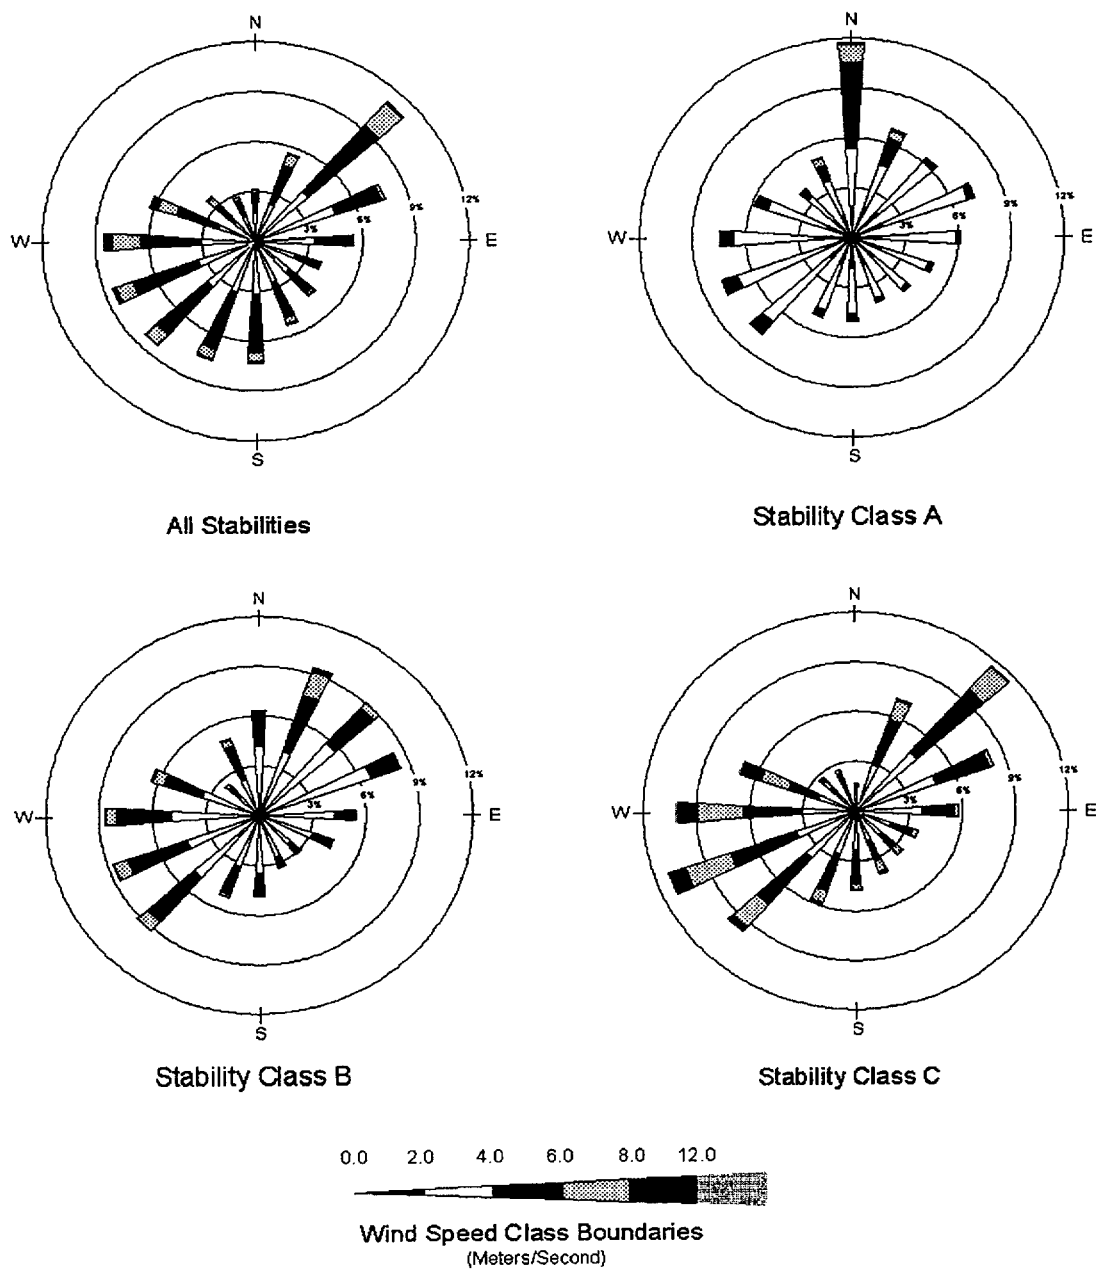 N
N
W
3%
6%
9%
12%
E
W
3%
6%
9%
12%
E
S
S
All Stabilities
Stability Class A
N
N
W
3%
6%
9%
12%
E
W
3%
6%
9%
12%
E
S
S
Stability Class B
Stability Class C
0.0 2.0 4.0 6.0 8.0 12.0
Wind Speed Class Boundaries
(Meters/Second)